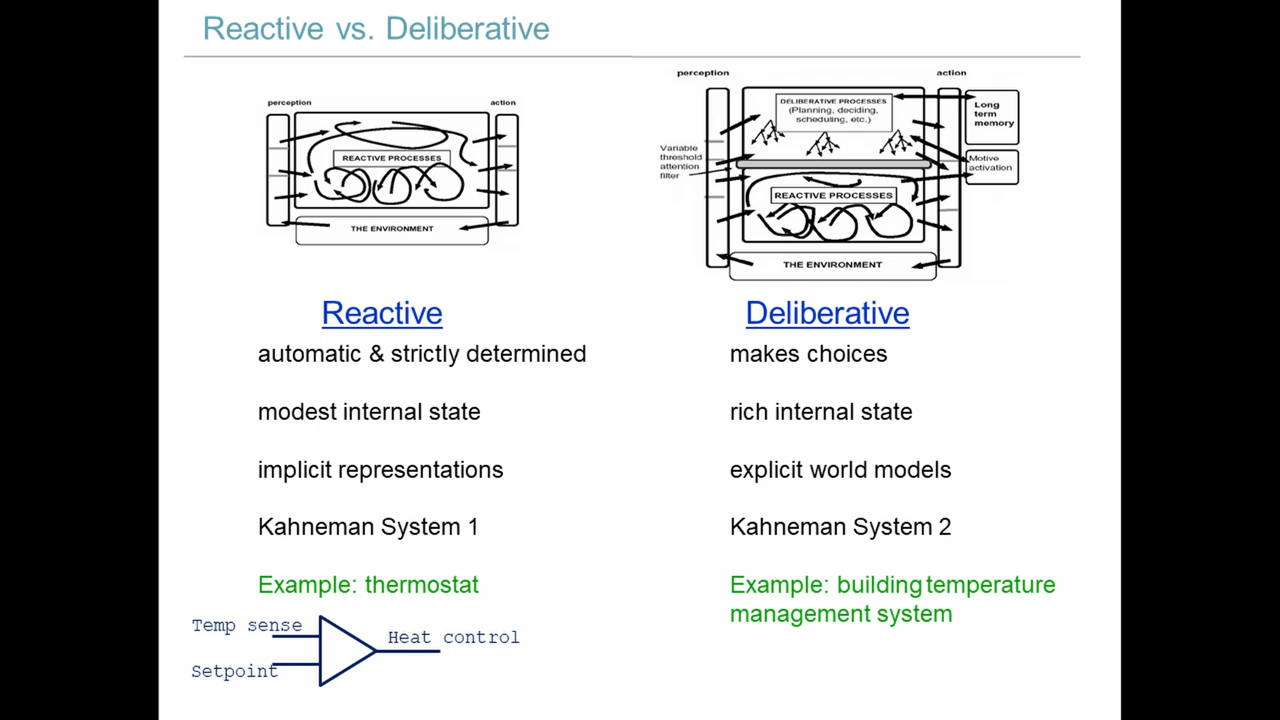 Reactive vs. Deliberative
perception
action
REACTIVE PROCESSES
THE ENVIRONMENT
perception
action
DELIBERATIVE PROCESSES
(Planning, deciding,
scheduling, etc.)
Long
term
memory
Variable
threshold
attention
filter
Motive
activation
REACTIVE PROCESSES
THE ENVIRONMENT
Reactive
automatic & strictly determined
modest internal state
implicit representations
Kahneman System 1
Example: thermostat
Temp sense
Setpoint
Heat control
Deliberative
makes choices
rich internal state
explicit world models
Kahneman System 2
Example: building temperature
management system